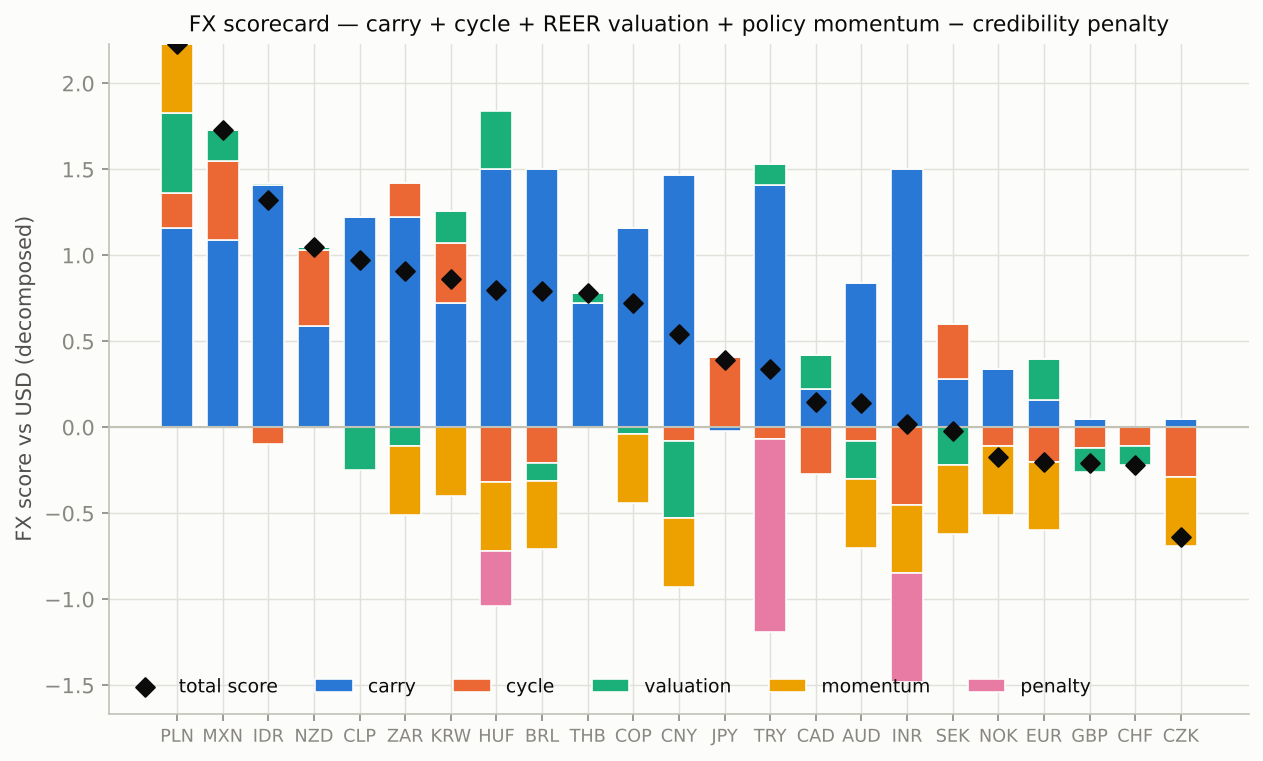 FX scorecard — carry + cycle + REER valuation + policy momentum − credibility penalty
FX score vs USD (decomposed)
2.0
1.5
1.0
0.5
0.0
−0.5
−1.0
−1.5
total score carry cycle valuation momentum penalty
PLN MXN IDR NZD CLP ZAR KRW HUF BRL THB COP CNY JPY TRY CAD AUD INR SEK NOK EUR GBP CHF CZK